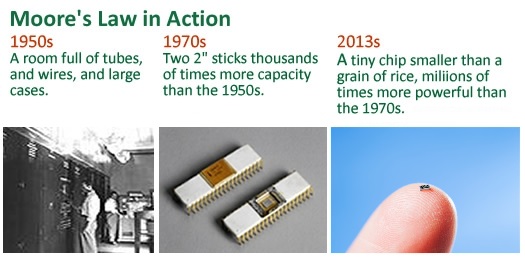 Moore's Law in Action
1950s
A room full of tubes,
and wires, and large
cases.
1970s
Two 2" sticks thousands
of times more capacity
than the 1950s.
2013s
A tiny chip smaller than a
grain of rice, miliions of
times more powerful than
the 1970s.